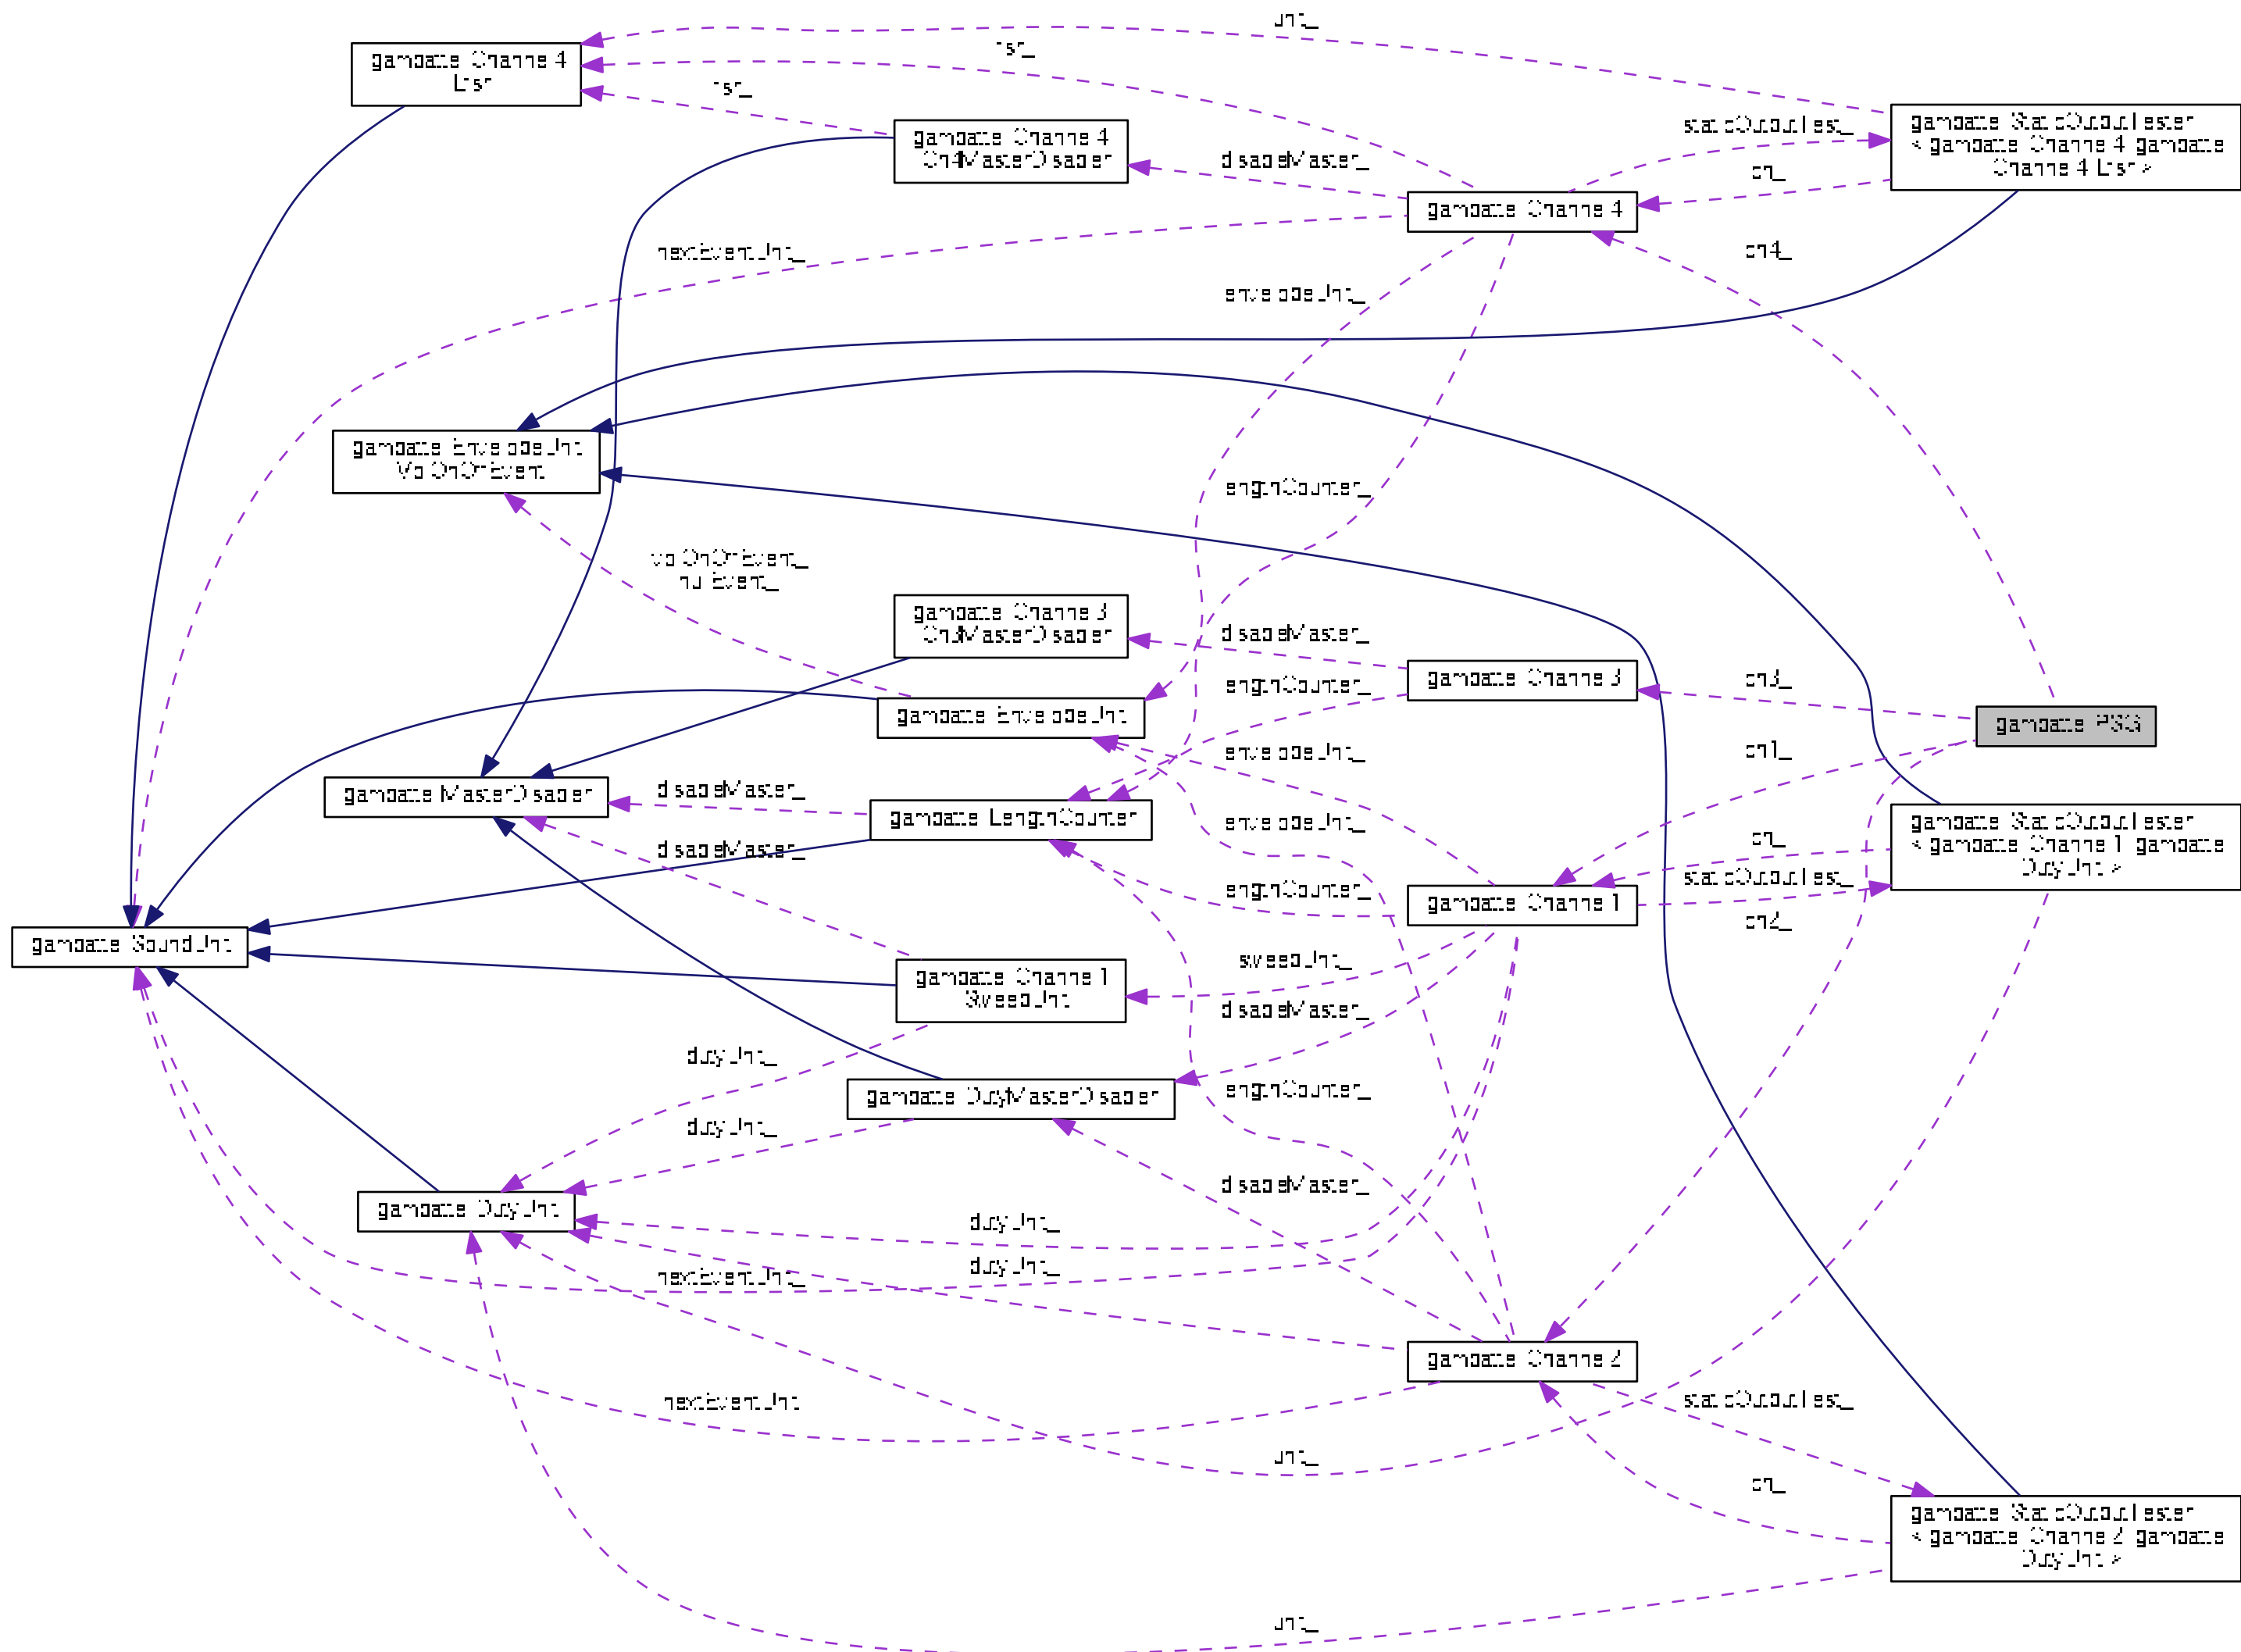 unit_
lfsr_
gambatte::Channel4
::Lfsr
lfsr_
gambatte::Channel4
::Ch4MasterDisabler
disableMaster_
staticOutputTest_
gambatte::StaticOutputTester
< gambatte::Channel4, gambatte
::Channel4::Lfsr >
ch_
gambatte::Channel4
nextEventUnit_
ch4_
envelopeUnit_
gambatte::EnvelopeUnit
::VolOnOffEvent
lengthCounter_
volOnOffEvent_
nullEvent_
gambatte::Channel3
::Ch3MasterDisabler
disableMaster_
gambatte::Channel3
ch3_
lengthCounter_
gambatte::EnvelopeUnit
gambatte::PSG
envelopeUnit_
ch1_
gambatte::MasterDisabler
disableMaster_
gambatte::LengthCounter
envelopeUnit_
gambatte::StaticOutputTester
< gambatte::Channel1, gambatte
::DutyUnit >
ch_
disableMaster_
lengthCounter_
staticOutputTest_
gambatte::Channel1
ch2_
gambatte::SoundUnit
sweepUnit_
gambatte::Channel1
::SweepUnit
disableMaster_
dutyUnit_
gambatte::DutyMasterDisabler
lengthCounter_
dutyUnit_
disableMaster_
gambatte::DutyUnit
dutyUnit_
dutyUnit_
nextEventUnit_
gambatte::Channel2
nextEventUnit
staticOutputTest_
unit_
ch_
gambatte::StaticOutputTester
< gambatte::Channel2, gambatte
::DutyUnit >
unit_